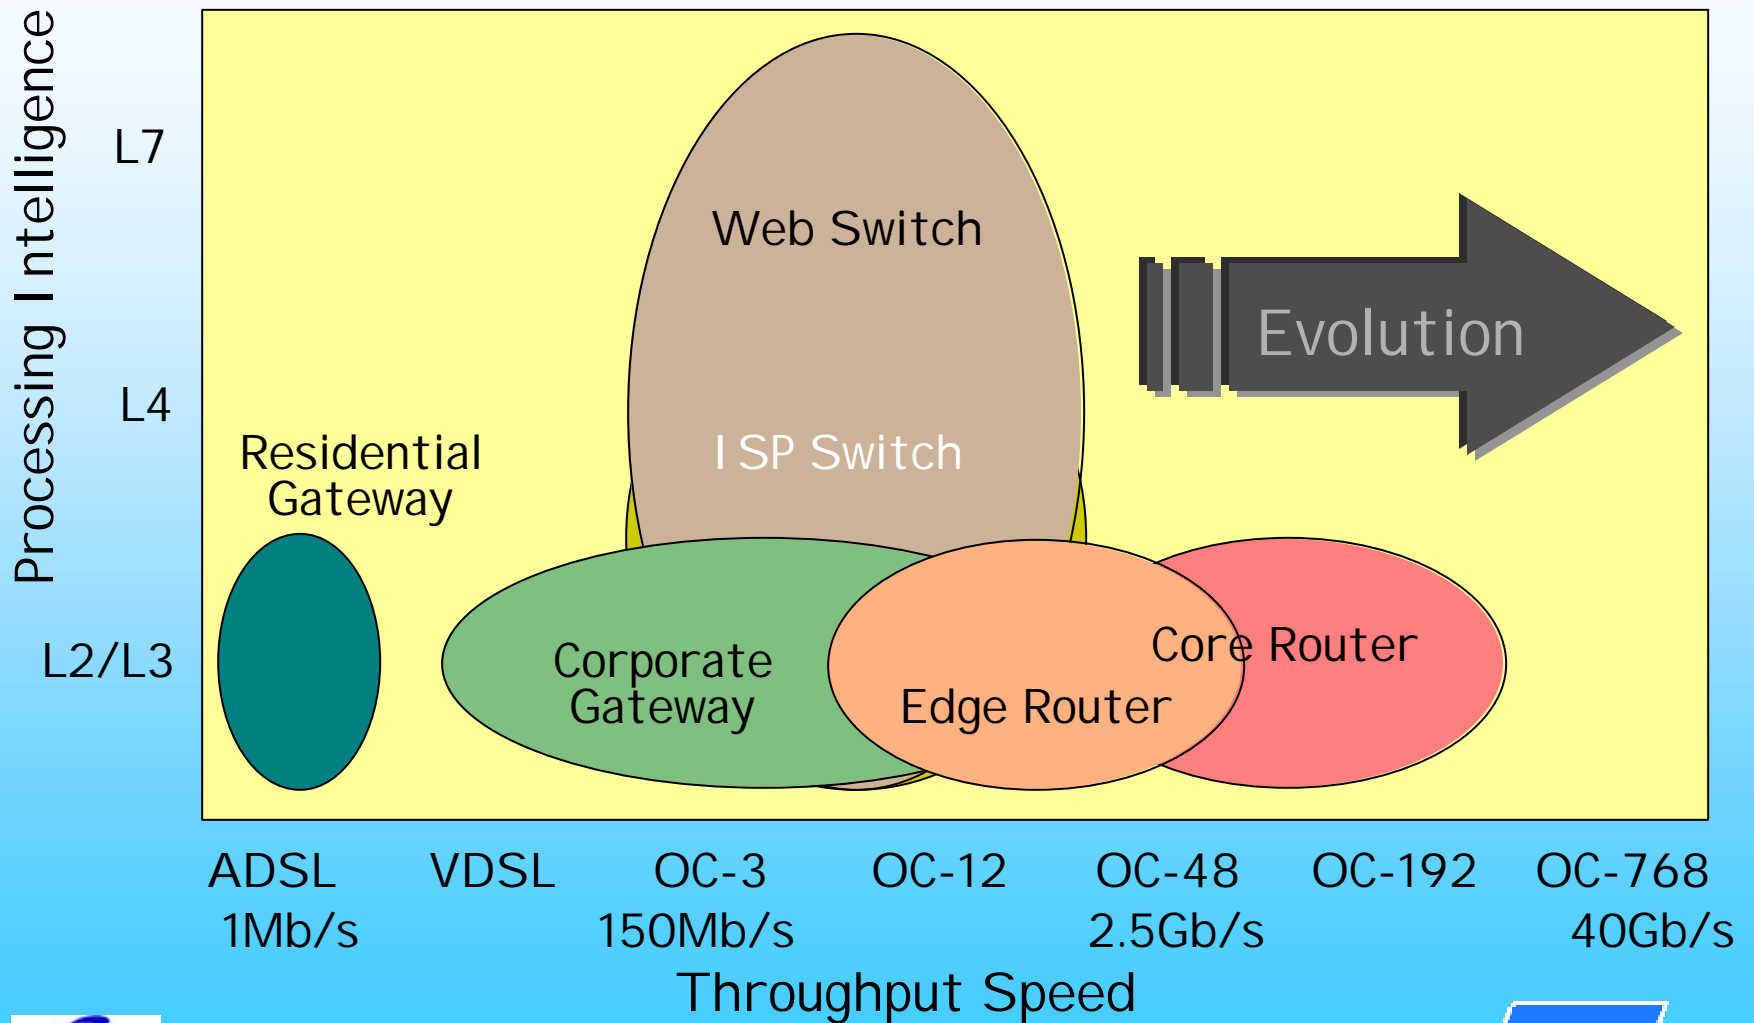 Processing Intelligence
L7
Web Switch
Evolution
L4
Residential
Gateway
ISP Switch
L2/L3
Corporate
Gateway
Core Router
Edge Router
ADSL VDSL OC-3 OC-12 OC-48 OC-192 OC-768
1Mb/s 150Mb/s 2.5Gb/s 40Gb/s
Throughput Speed